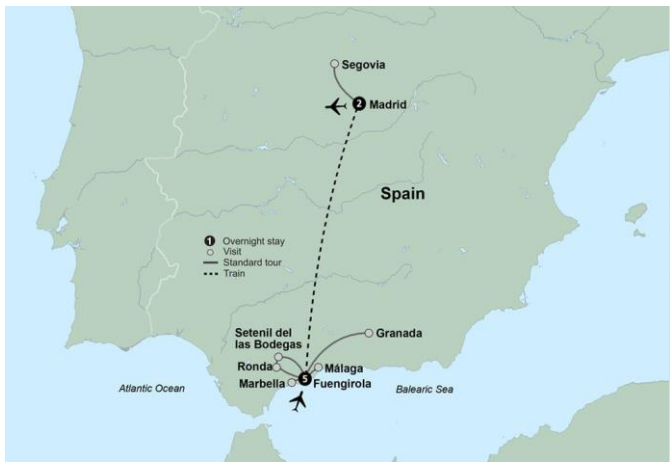 Segovia
2
Madrid
Spain
1 Overnight stay
Visit
Standard tour
Train
Granada
Setenil del
las Bodegas
Ronda
Málaga
Marbella
5
Fuengirola
Atlantic Ocean
Balearic Sea